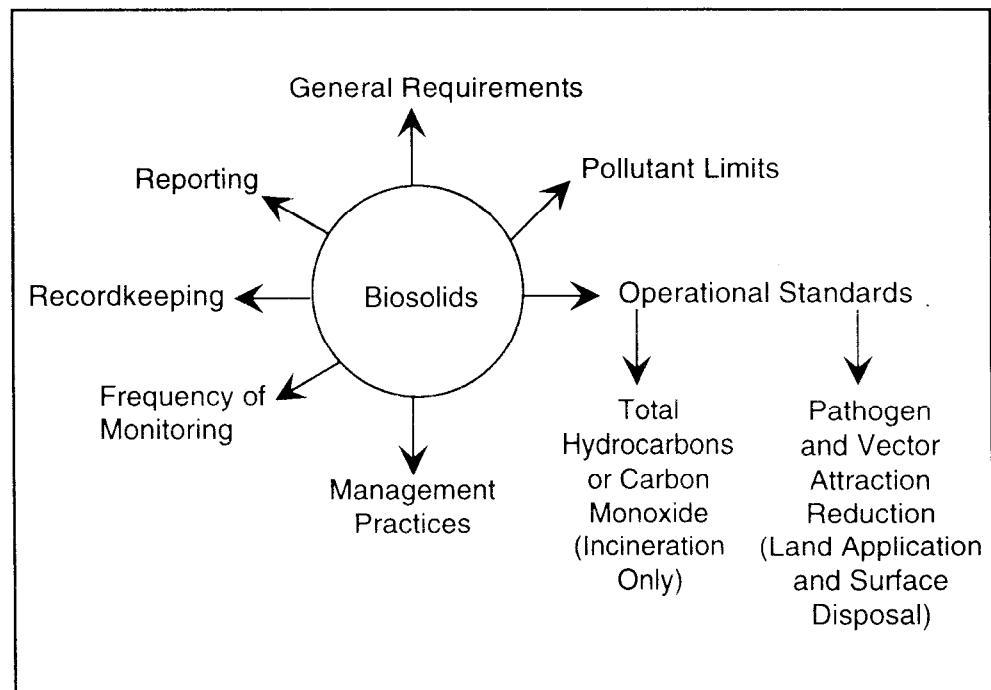 General Requirements
Reporting
Pollutant Limits
Recordkeeping
Biosolids
Operational Standards
Frequency of
Monitoring
Management
Practices
Total
Hydrocarbons
or Carbon
Monoxide
(Incineration
Only)
Pathogen
and Vector
Attraction
Reduction
(Land Application
and Surface
Disposal)